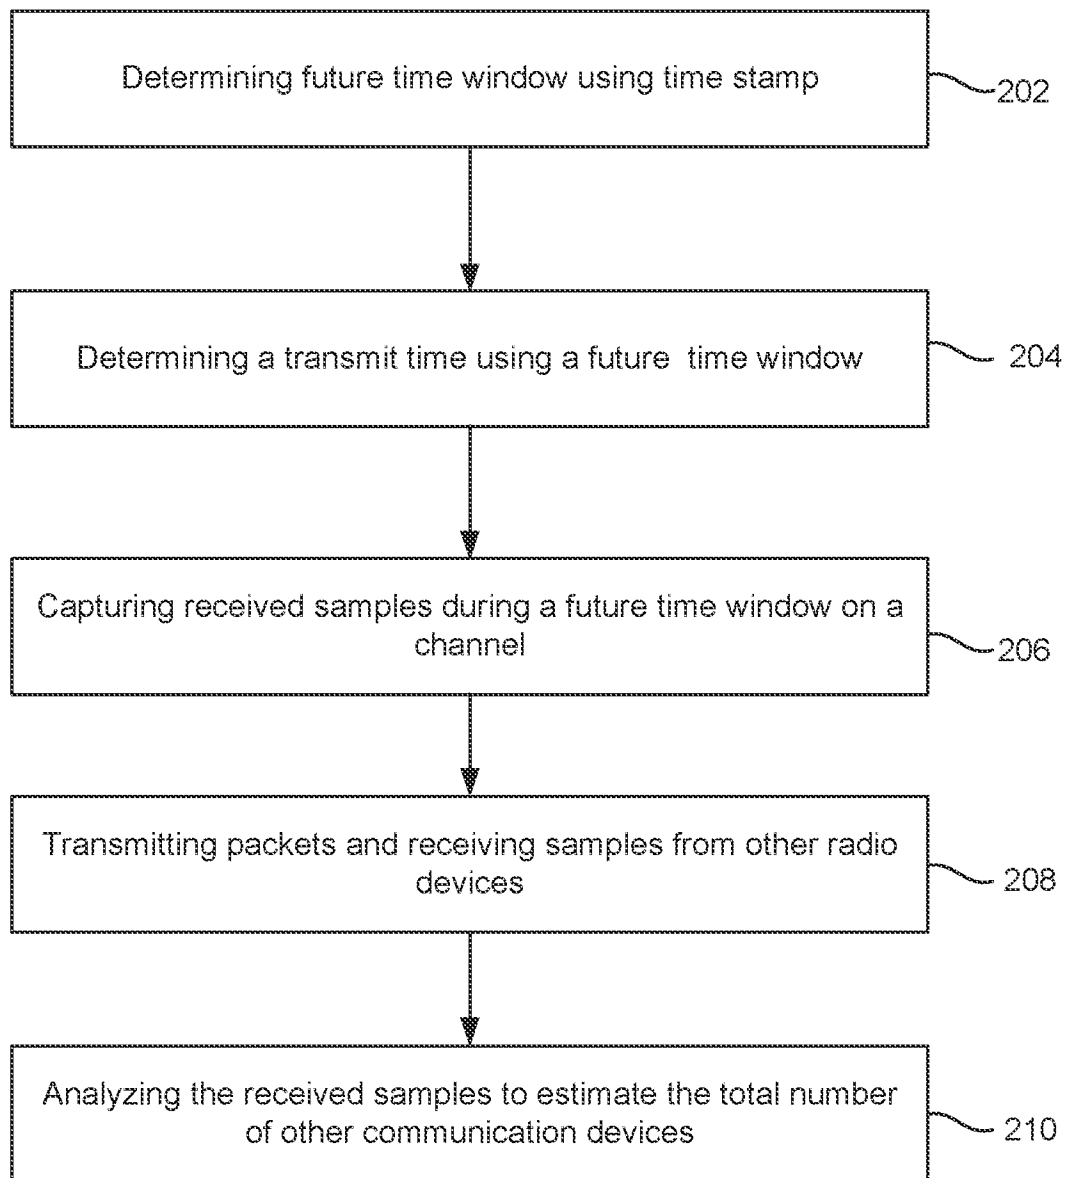 Determining future time window using time stamp
202
Determining a transmit time using a future time window
204
Capturing received samples during a future time window on a
channel
206
Transmitting packets and receiving samples from other radio
devices
208
Analyzing the received samples to estimate the total number
of other communication devices
210